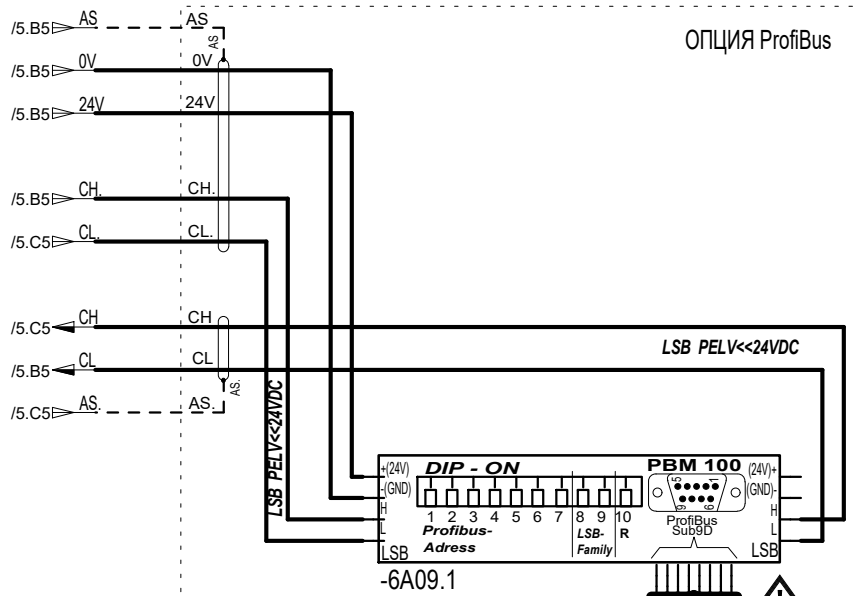 ОПЦИЯ ProfiBus
/5.B5 AS AS
AS
/5.B5 0V 0V
/5.B5 24V 24V
/5.B5 CH. CH.
/5.C5 CL. CL.
/5.C5 CH CH
LSB PELV<<24VDC
/5.B5 CL CL
AS.
/5.C5 AS. AS.
LSB PELV<<24VDC
+(24V) DIP - ON PBM 100 (24V)+
-(GND) 5 1 (GND)-
H 9 6 H
1 2 3 4 5 6 7 8 9 10
L Profibus- LSB- R ProfiBus L
Adress Family Sub9D
LSB LSB
-6A09.1